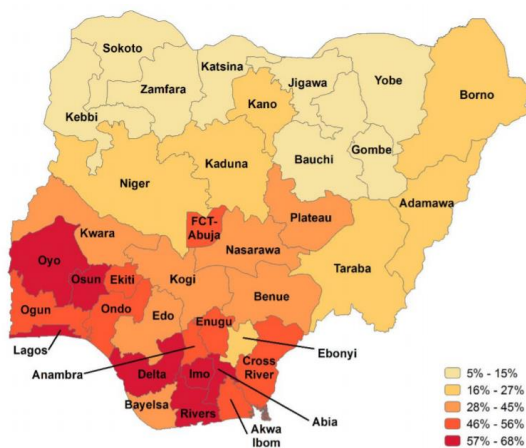 Sokoto
Katsina
Jigawa
Yobe
Borno
Zamfara
Kano
Kebbi
Bauchi
Gombe
Kaduna
Niger
Adamawa
FCT-
Abuja
Plateau
Kwara
Nasarawa
Taraba
Oyo
Osun
Ekiti
Kogi
Benue
Ogun
Ondo
Edo
Enugu
Lagos
Ebonyi
Anambra
Cross
River
Delta
Imo
Abia
Bayelsa
Rivers
Akwa
Ibom
5% - 15%
16% - 27%
28% - 45%
46% - 56%
57% - 68%